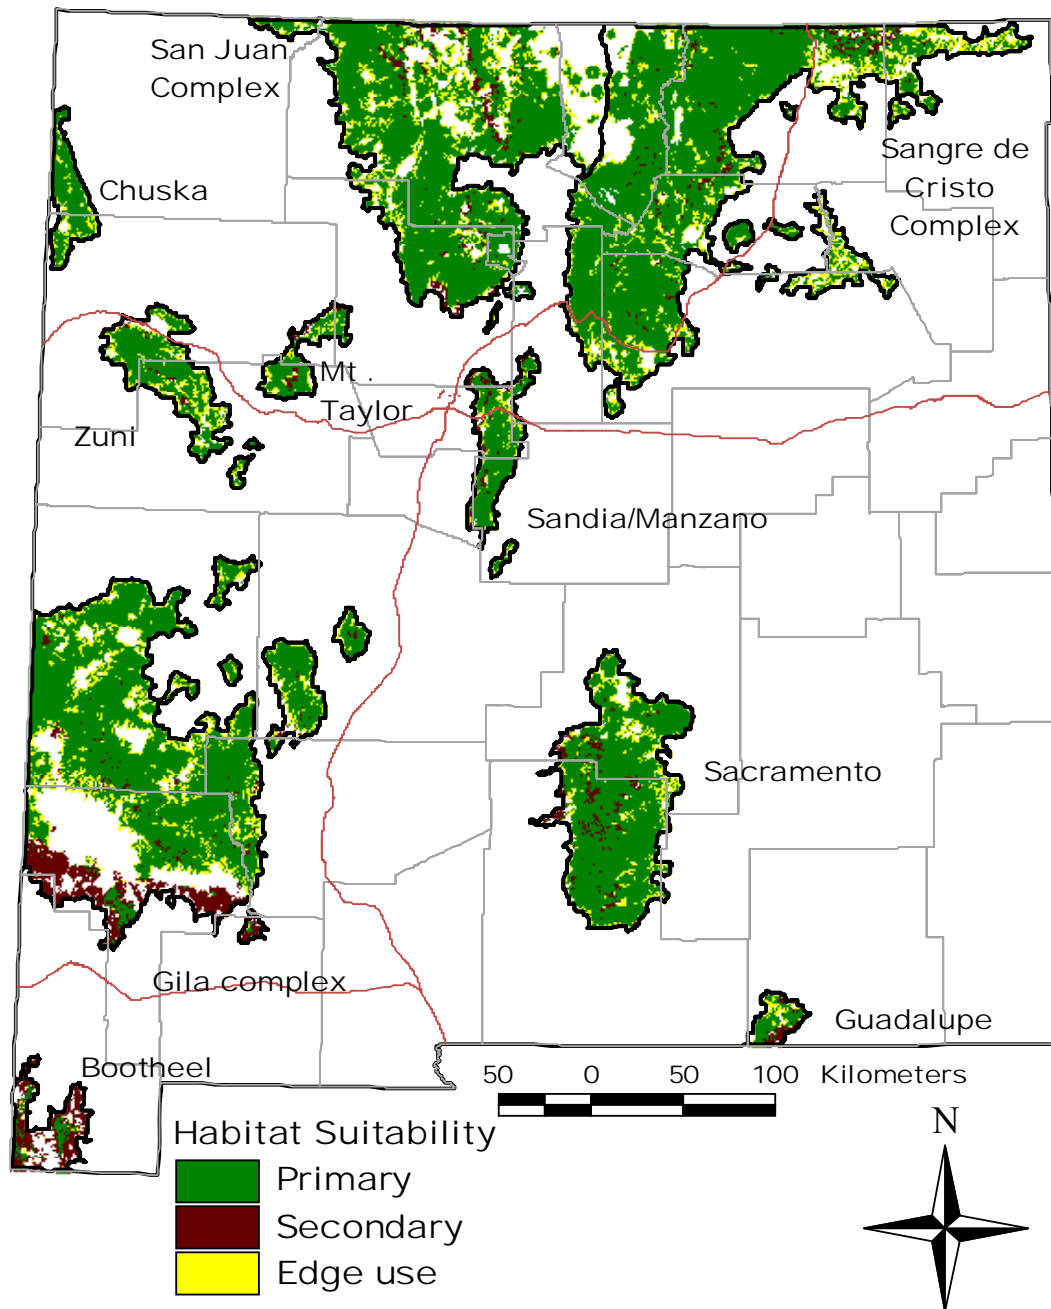 San Juan
Complex
Chuska
Sangre de
Cristo
Complex
Mt.
Taylor
Zuni
Sandia/Manzano
Sacramento
Gila complex
Guadalupe
Bootheel
50 0 50 100 Kilometers
N
Habitat Suitability
Primary
Secondary
Edge use